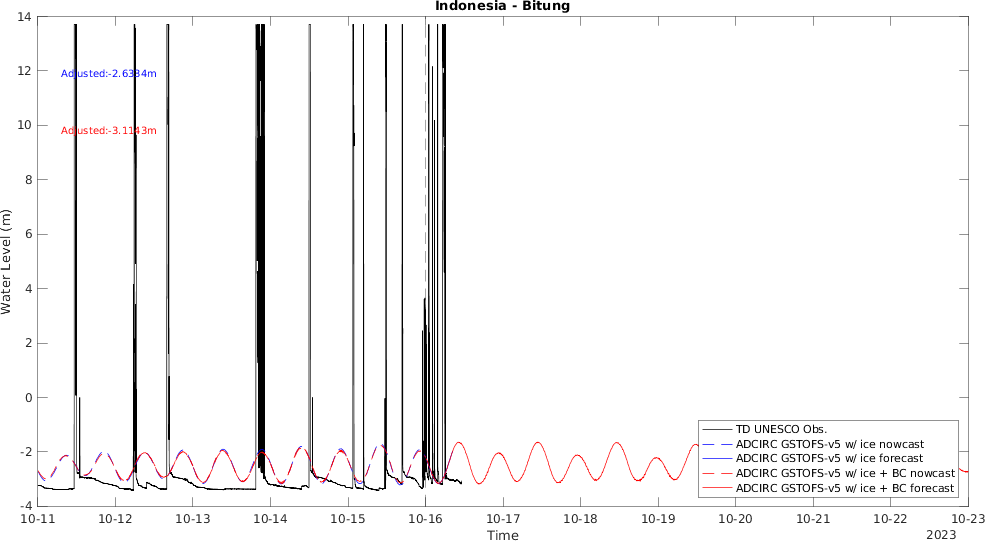 Indonesia - Bitung
14
12
10
8
6
4
2
0
-2
-4
Water Level (m)
Adjusted:-2.6334m
Adjusted:-3.1143m
TD UNESCO Obs.
ADCIRC GSTOFS-v5 w/ ice nowcast
ADCIRC GSTOFS-v5 w/ ice forecast
ADCIRC GSTOFS-v5 w/ ice + BC nowcast
ADCIRC GSTOFS-v5 w/ ice + BC forecast
10-11 10-12 10-13 10-14 10-15 10-16 10-17 10-18 10-19 10-20 10-21 10-22 10-23
Time
2023